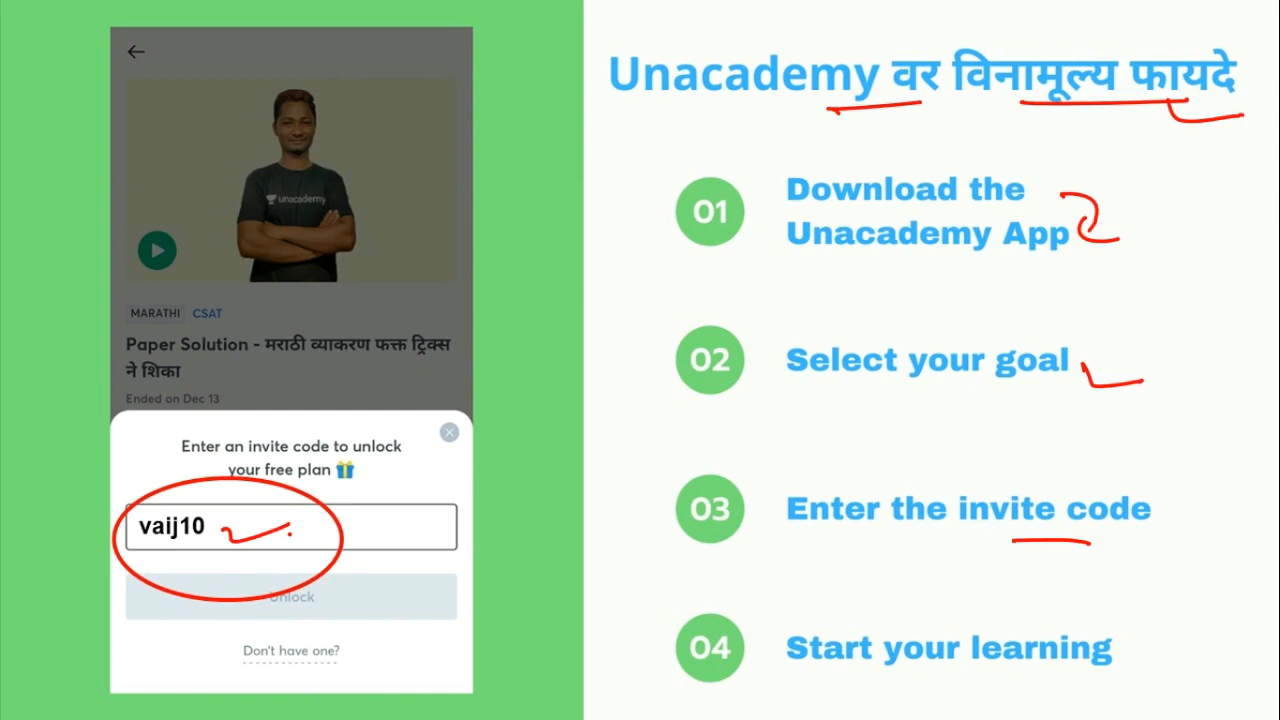 unacademy
MARATHI CSAT
Paper Solution - मराठी व्याकरण फक्त ट्रिक्स
ने शिका
Ended on Dec 13
Enter an invite code to unlock
your free plan
vaij10
Unlock
Don't have one?
Unacademy वर विनामूल्य फायदे
01
Download the
Unacademy App
02
Select your goal
03
Enter the invite code
04
Start your learning